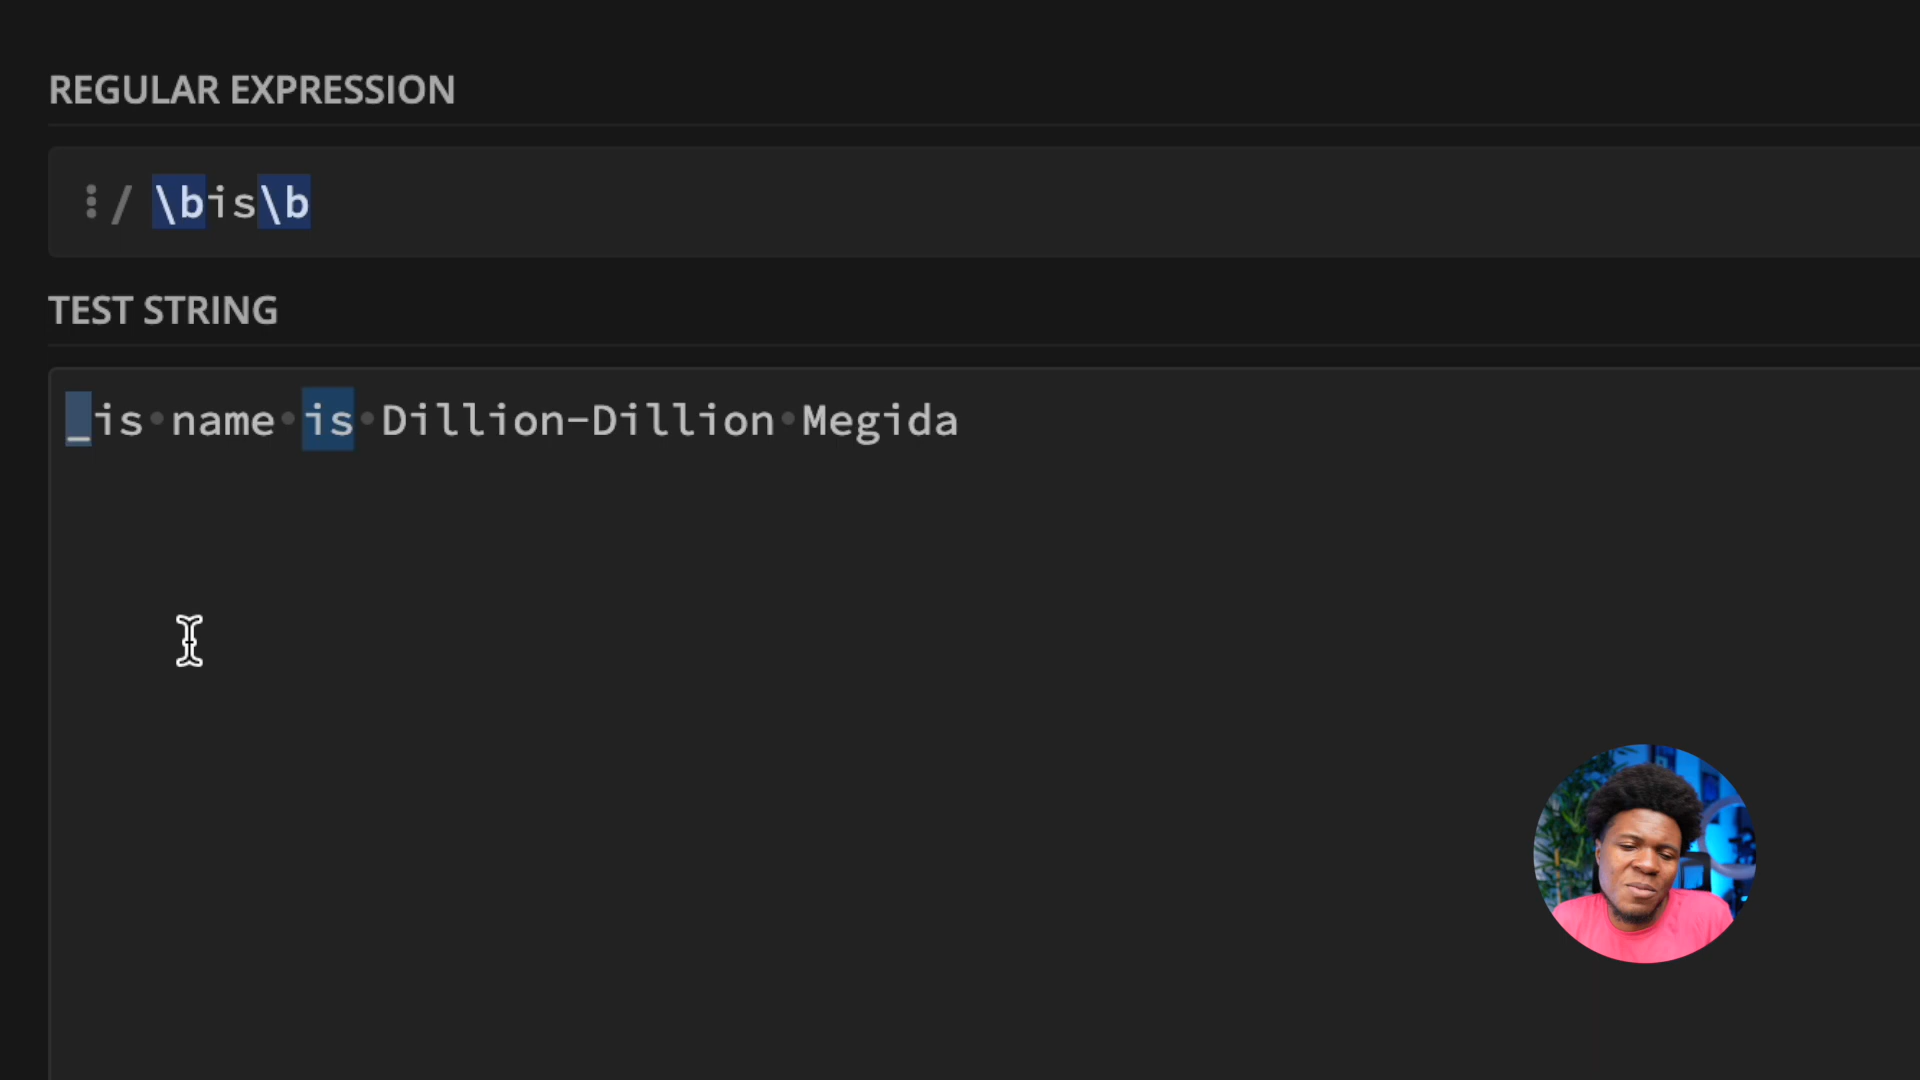 REGULAR EXPRESSION
/ \bis\b
TEST STRING
_is·name·is·Dillion-Dillion·Megida